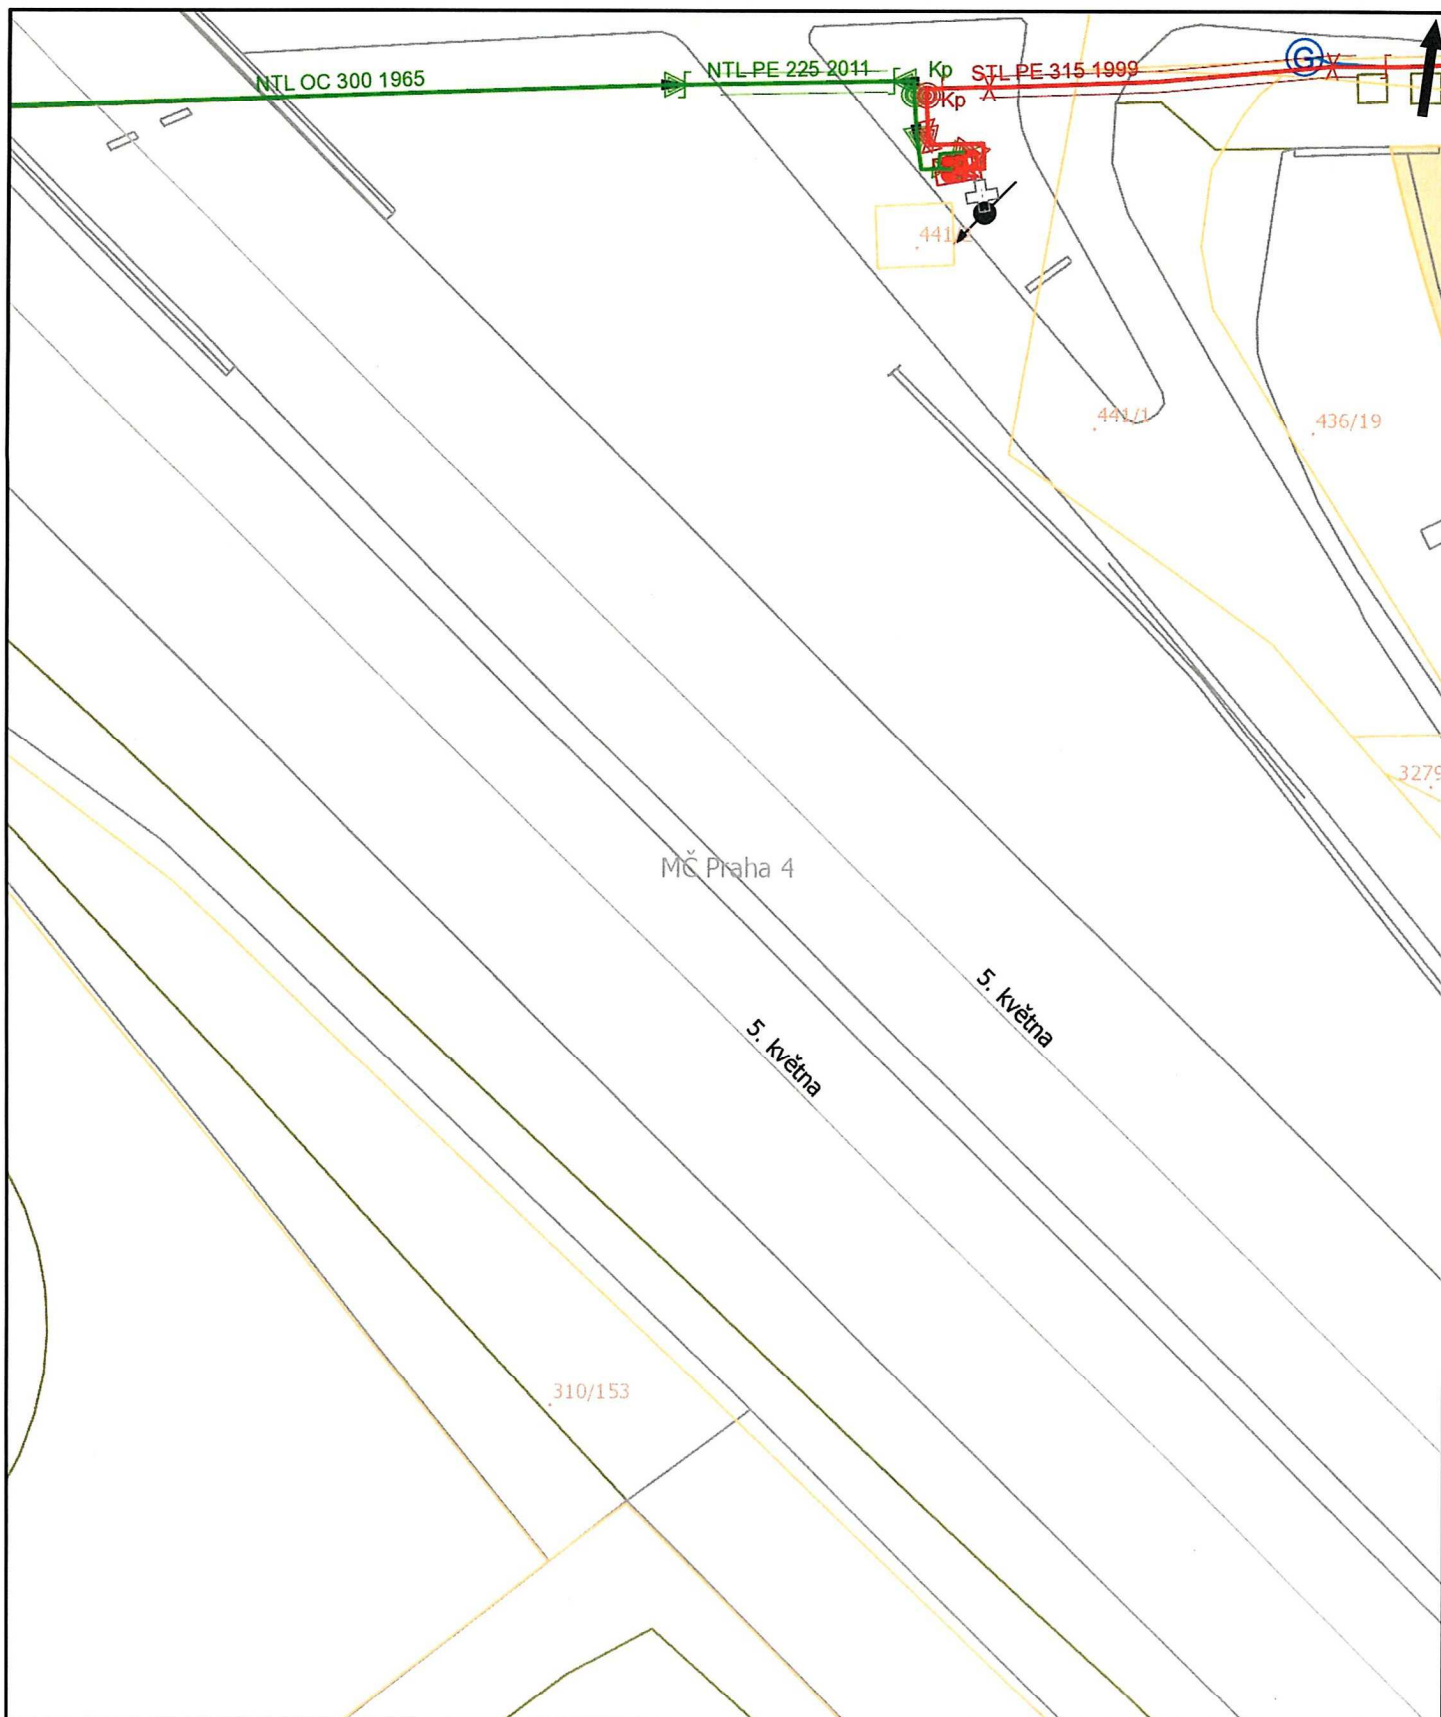 NTL OC 300 1965
NTL PE 225 2011
Kp
STL PE 315 1999
G
Kp
441/1
436/19
3279
MČ Praha 4
5. května
5. května
310/153